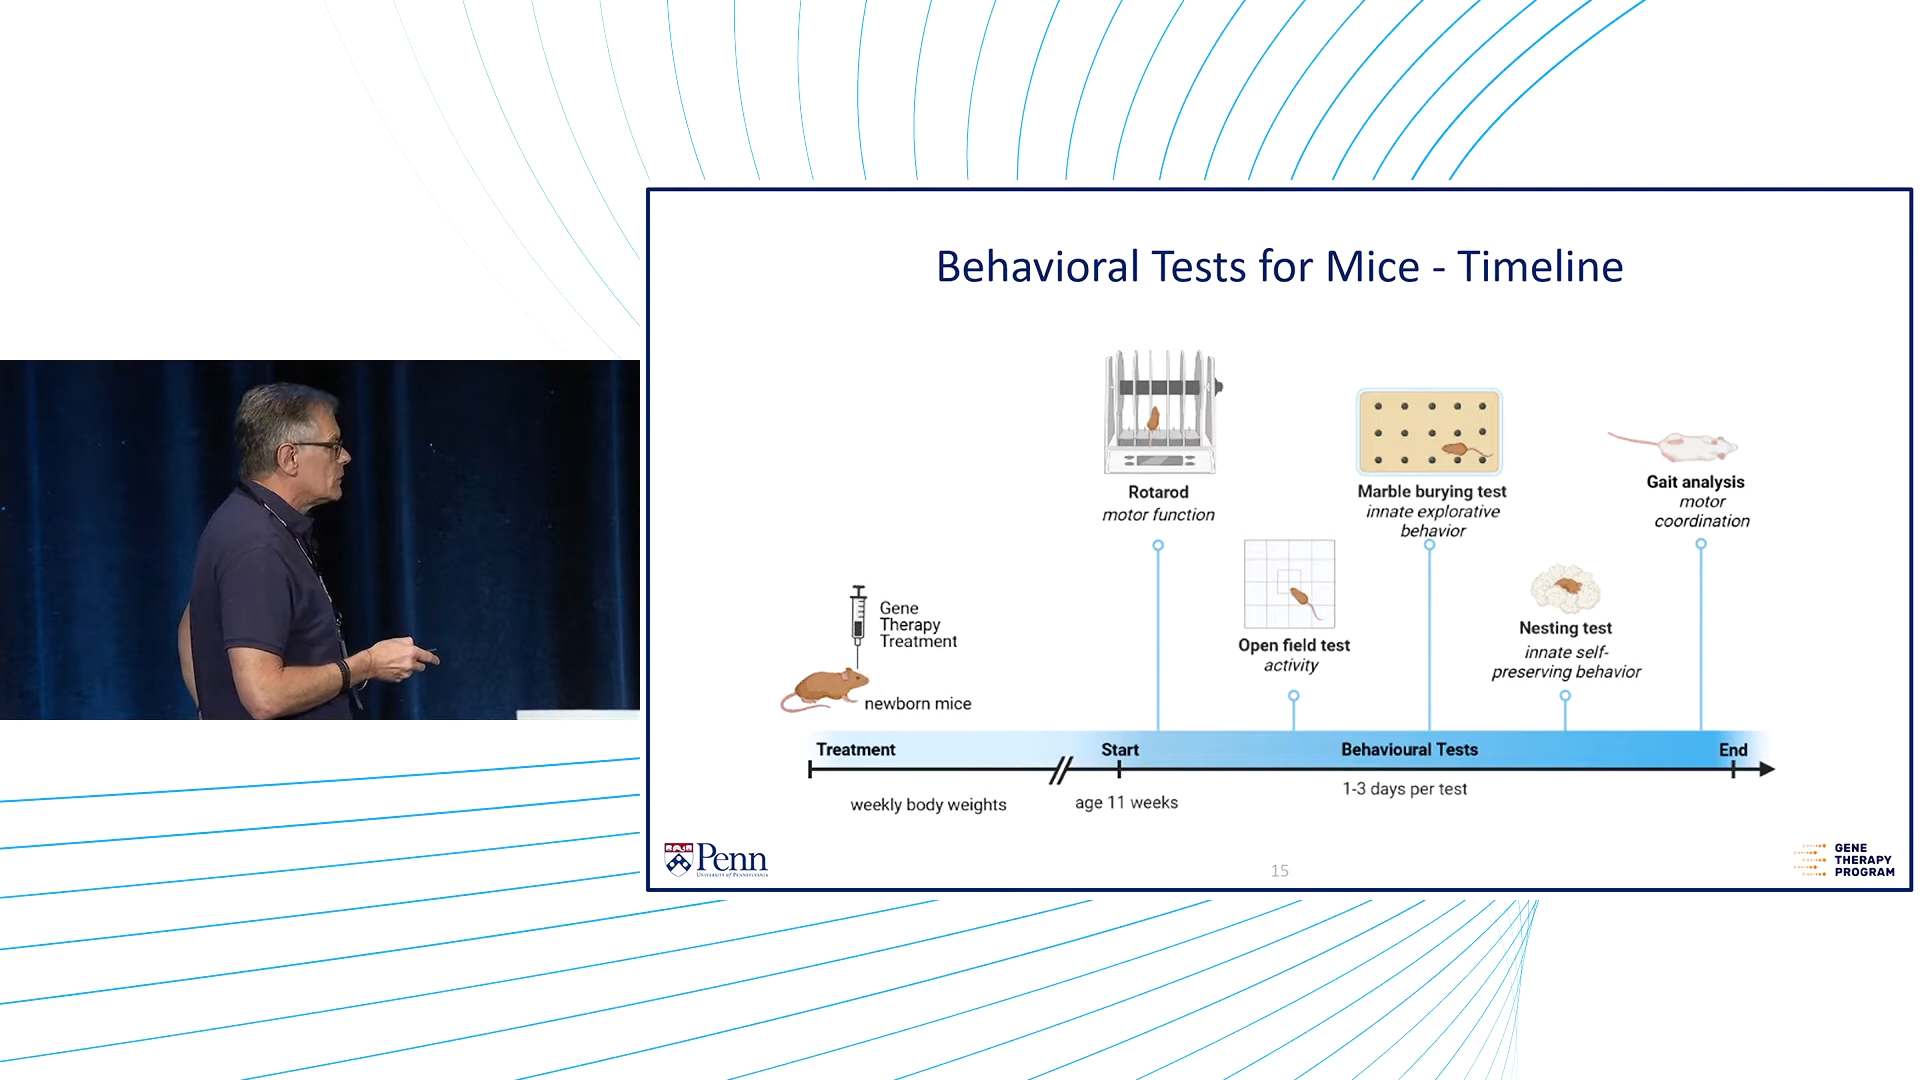 Behavioral Tests for Mice - Timeline
Rotarod
motor function
Marble burying test
innate explorative
behavior
Gait analysis
motor
coordination
Gene
Therapy
Treatment
newborn mice
Open field test
activity
Nesting test
innate self-
preserving behavior
Treatment
Start
Behavioural Tests
End
weekly body weights
age 11 weeks
1-3 days per test
Penn
UNIVERSITY of PENNSYLVANIA
15
GENE
THERAPY
PROGRAM